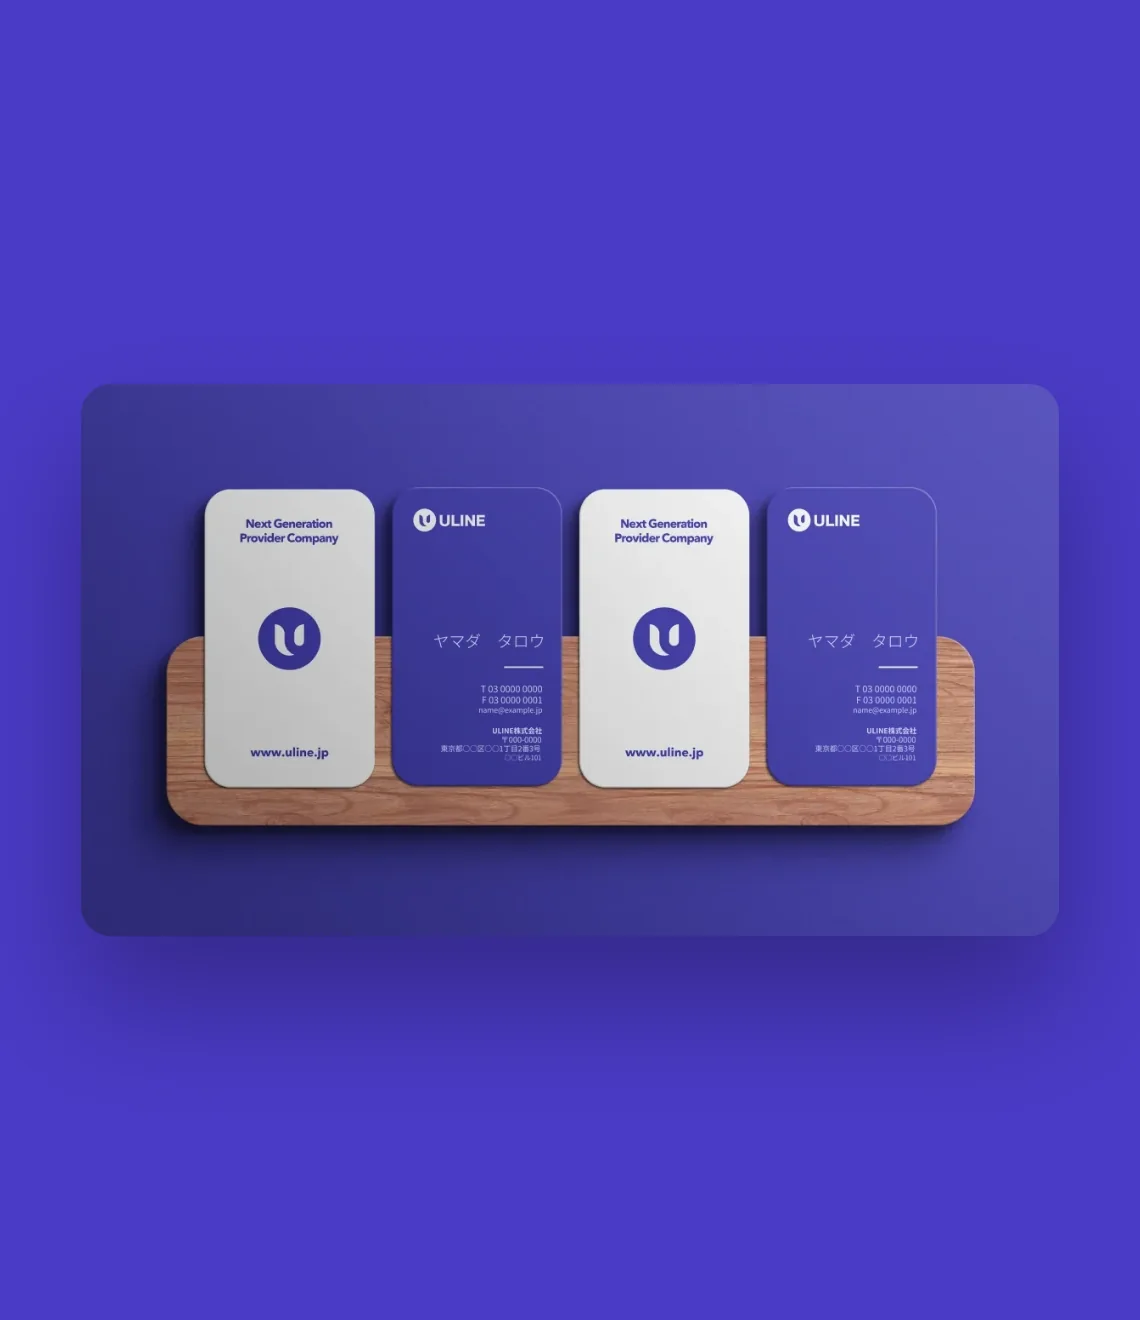 Next Generation
Provider Company
www.uline.jp
ULINE
ヤマダ　タロウ
T 03 0000 0000
F 03 0000 0001
name@example.jp
ULINE株式会社
〒000-0000
東京都〇〇区〇〇1丁目2番3号
〇〇ビル101
Next Generation
Provider Company
www.uline.jp
ULINE
ヤマダ　タロウ
T 03 0000 0000
F 03 0000 0001
name@example.jp
ULINE株式会社
〒000-0000
東京都〇〇区〇〇1丁目2番3号
〇〇ビル101